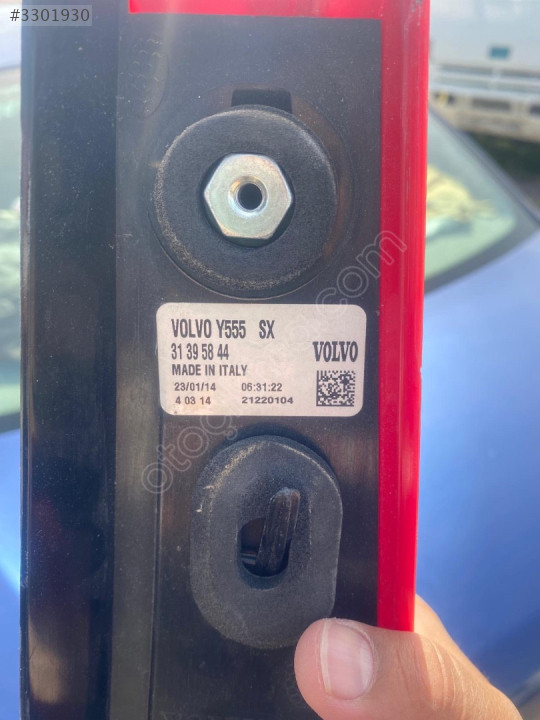 #3301930
VOLVO Y555 SX
31 39 58 44
VOLVO
MADE IN ITALY
23/01/14 06:31:22
4 03 14 21220104